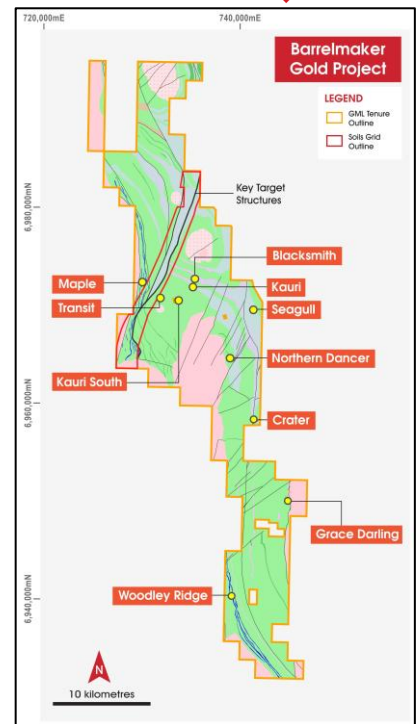 720,000mE
740,000mE
Barrelmaker
Gold Project
LEGEND
GML Tenure
Outline
Soils Grid
Outline
Key Target
Structures
6,980,000mN
Blacksmith
Maple
Kauri
Transit
Seagull
Northern Dancer
Kauri South
6,960,000mN
Crater
Grace Darling
Woodley Ridge
6,940,000mN
N
10 kilometres